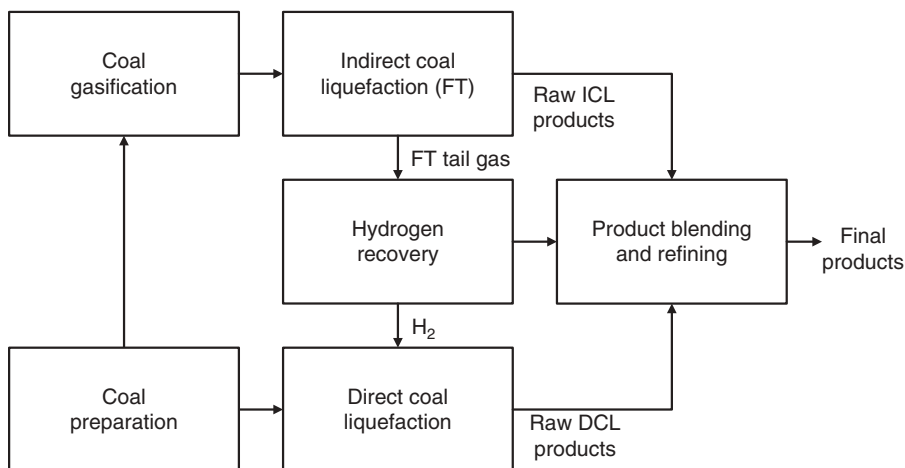 Coal
gasification
Indirect coal
liquefaction (FT)
Raw ICL
products
FT tail gas
Hydrogen
recovery
Product blending
and refining
Final
products
H₂
Coal
preparation
Direct coal
liquefaction
Raw DCL
products